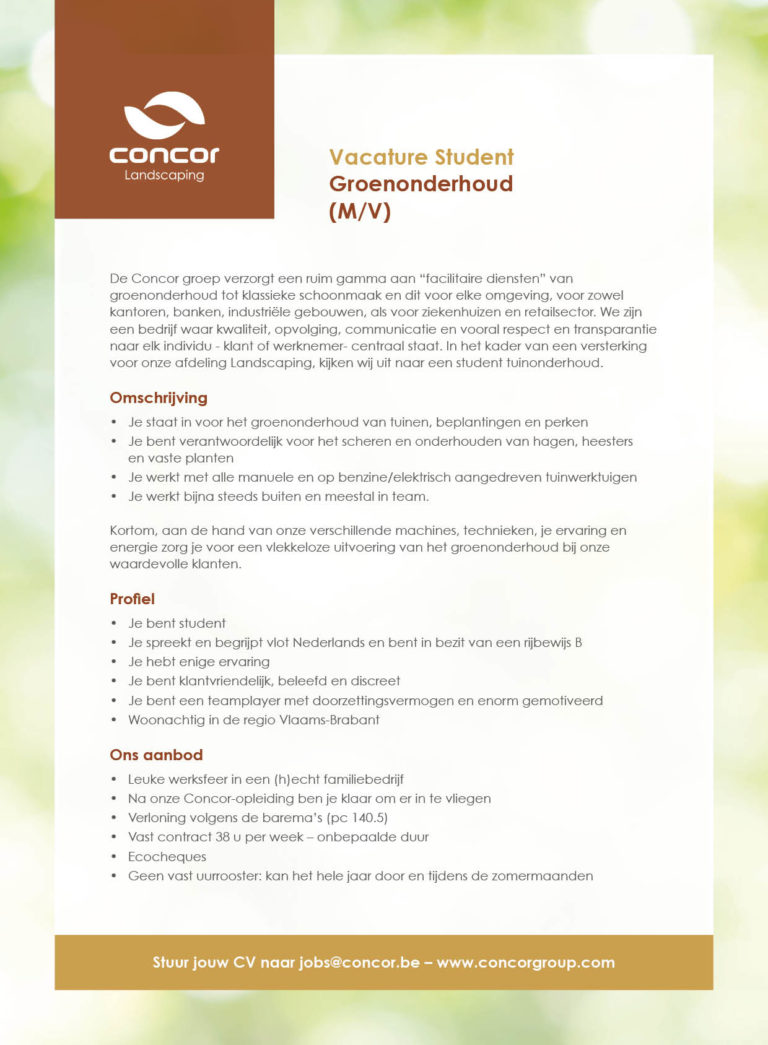 concor
Landscaping
Vacature Student
Groenonderhoud
(M/V)
De Concor groep verzorgt een ruim gamma aan “facilitaire diensten” van
groenonderhoud tot klassieke schoonmaak en dit voor elke omgeving, voor zowel
kantoren, banken, industriële gebouwen, als voor ziekenhuizen en retailsector. We zijn
een bedrijf waar kwaliteit, opvolging, communicatie en vooral respect en transparantie
naar elk individu - klant of werknemer- centraal staat. In het kader van een versterking
voor onze afdeling Landscaping, kijken wij uit naar een student tuinonderhoud.
Omschrijving
• Je staat in voor het groenonderhoud van tuinen, beplantingen en perken
• Je bent verantwoordelijk voor het scheren en onderhouden van hagen, heesters
en vaste planten
• Je werkt met alle manuele en op benzine/elektrisch aangedreven tuinwerktuigen
• Je werkt bijna steeds buiten en meestal in team.
Kortom, aan de hand van onze verschillende machines, technieken, je ervaring en
energie zorg je voor een vlekkeloze uitvoering van het groenonderhoud bij onze
waardevolle klanten.
Profiel
• Je bent student
• Je spreekt en begrijpt vlot Nederlands en bent in bezit van een rijbewijs B
• Je hebt enige ervaring
• Je bent klantvriendelijk, beleefd en discreet
• Je bent een teamplayer met doorzettingsvermogen en enorm gemotiveerd
• Woonachtig in de regio Vlaams-Brabant
Ons aanbod
• Leuke werksfeer in een (h)echt familiebedrijf
• Na onze Concor-opleiding ben je klaar om er in te vliegen
• Verloning volgens de barema’s (pc 140.5)
• Vast contract 38 u per week – onbepaalde duur
• Ecocheques
• Geen vast uurrooster: kan het hele jaar door en tijdens de zomermaanden
Stuur jouw CV naar jobs@concor.be – www.concorgroup.com